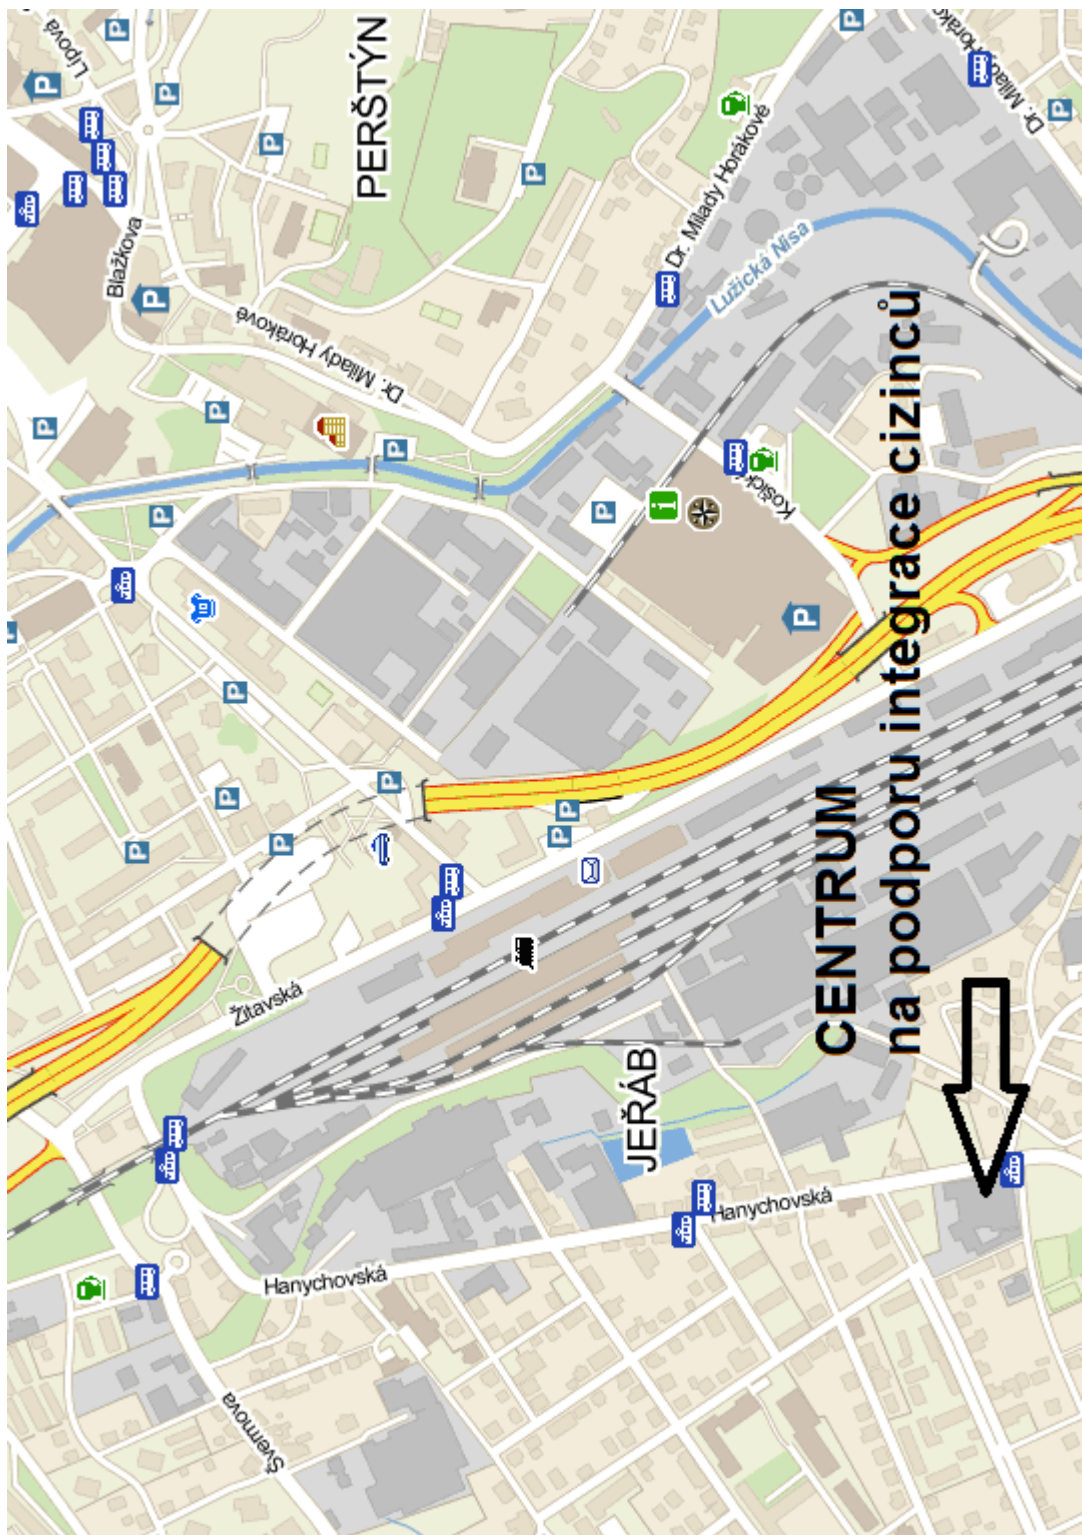 Lipová
PERŠTÝN
Blažkova
Dr. Milady Horákové
Dr. Milady Horákové
Dr. Milady Horákové
Lužická Nisa
Košická
Žitavská
CENTRUM
na podporu integrace cizinců
JEŘÁB
Hanychovská
Hanychovská
Švermova